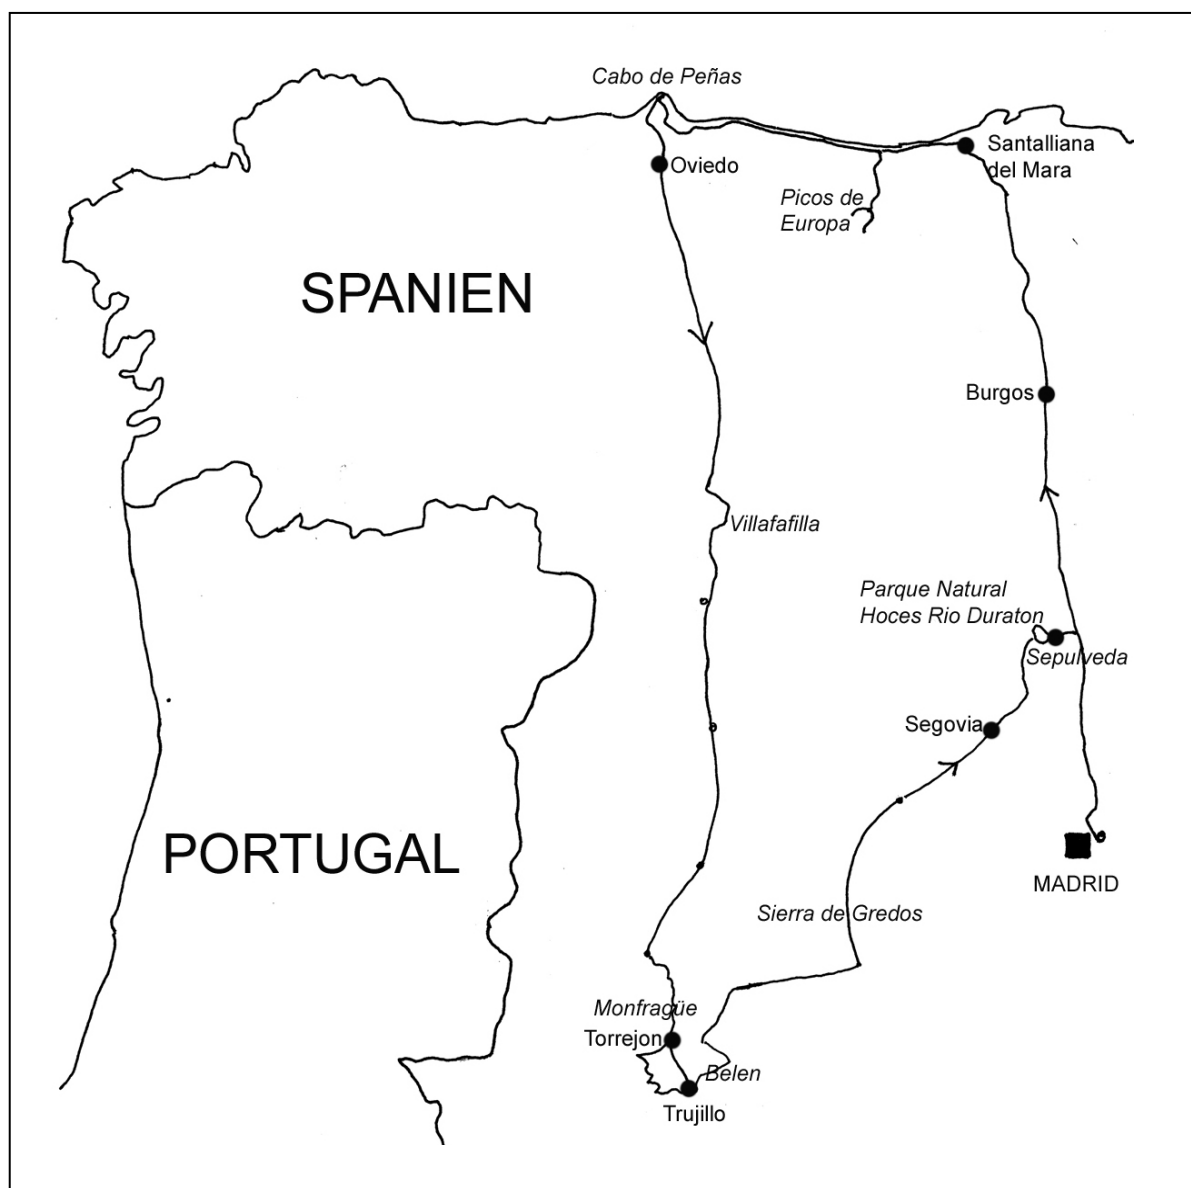 Cabo de Peñas
Santalliana
del Mara
Oviedo
Picos de
Europa
SPANIEN
Burgos
Villafafilla
Parque Natural
Hoces Rio Duraton
Sepulveda
Segovia
PORTUGAL
MADRID
Sierra de Gredos
Monfragüe
Torrejon
Belen
Trujillo